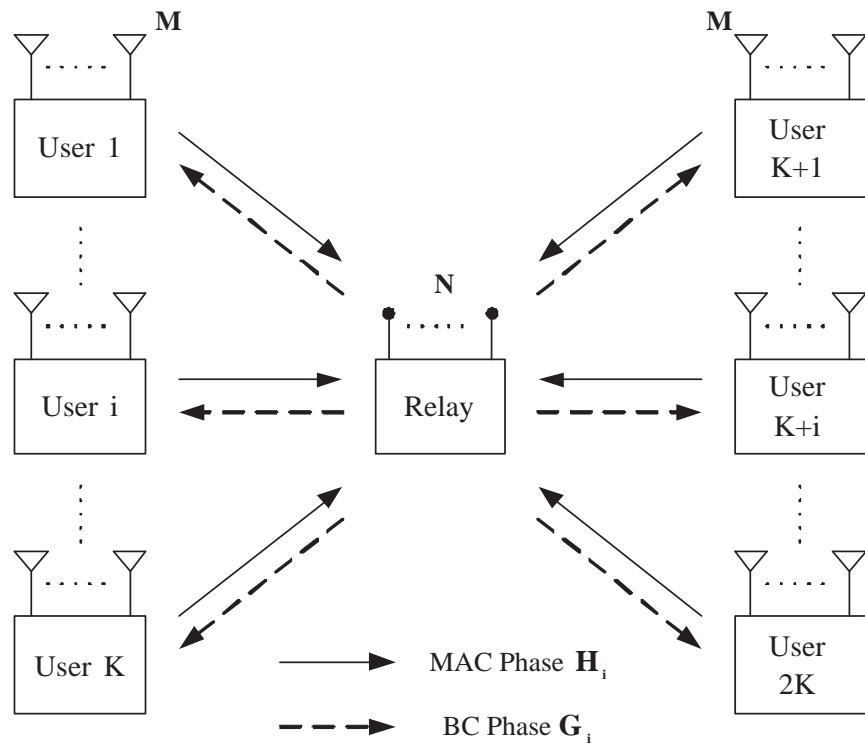 M
M
User 1
User
K+1
N
User i
Relay
User
K+i
User K
User
2K
MAC Phase H_i
BC Phase G_i